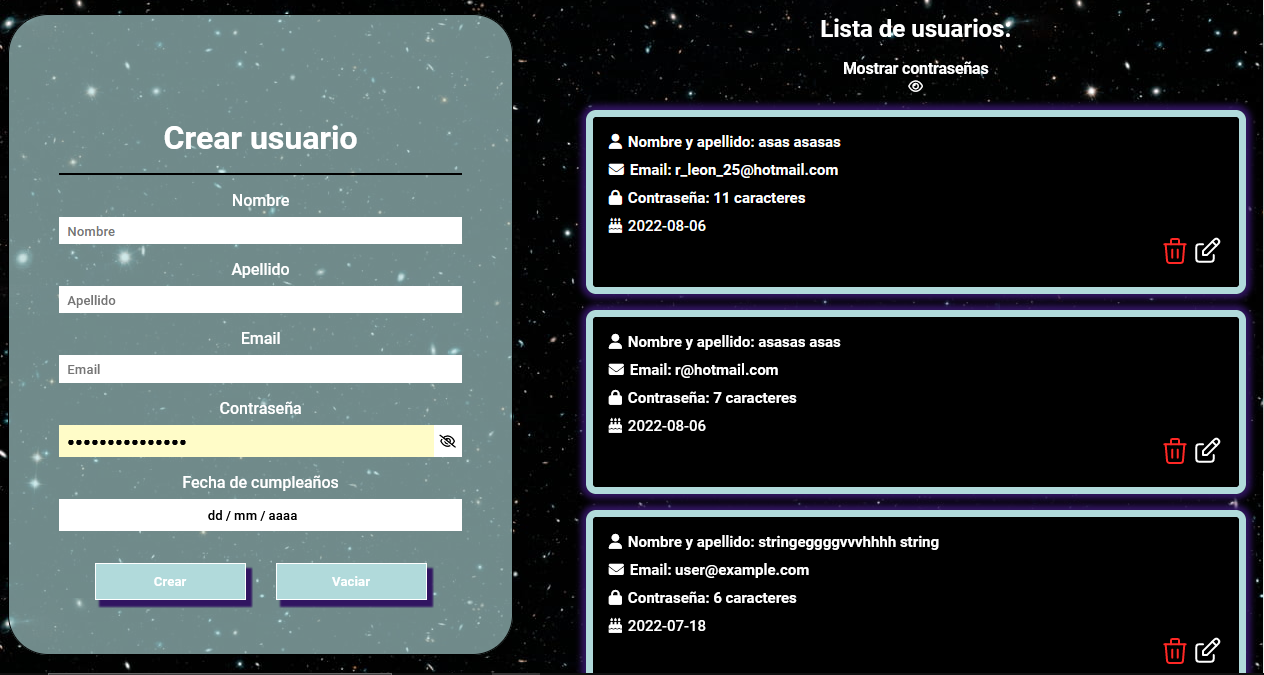 Crear usuario
Nombre
Nombre
Apellido
Apellido
Email
Email
Contraseña
•••••••••••••••
Fecha de cumpleaños
dd / mm / aaaa
Crear
Vaciar
Lista de usuarios.
Mostrar contraseñas
Nombre y apellido: asas asasas
Email: r_leon_25@hotmail.com
Contraseña: 11 caracteres
2022-08-06
Nombre y apellido: asasas asas
Email: r@hotmail.com
Contraseña: 7 caracteres
2022-08-06
Nombre y apellido: stringeggggvvvhhhh string
Email: user@example.com
Contraseña: 6 caracteres
2022-07-18